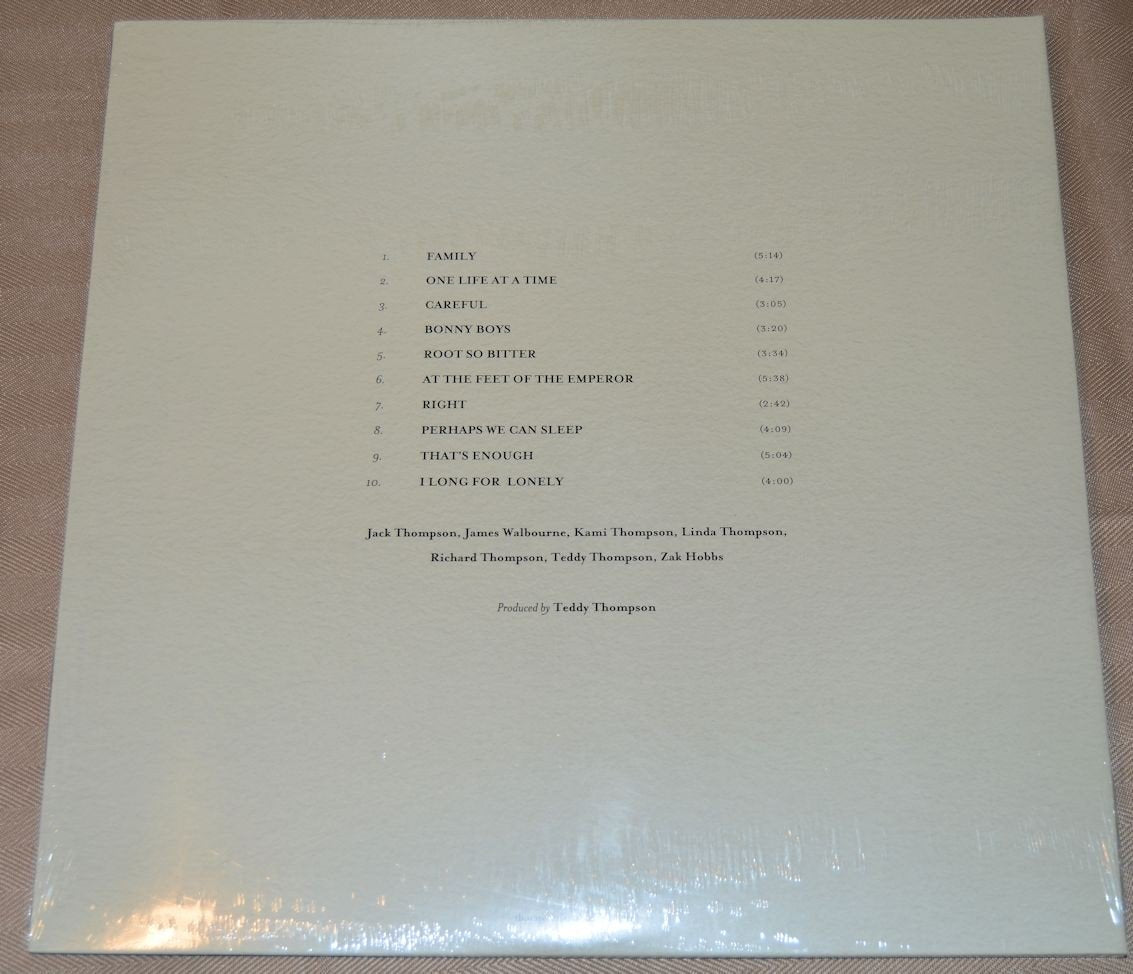 1. FAMILY (5:14)
2. ONE LIFE AT A TIME (4:17)
3. CAREFUL (3:05)
4. BONNY BOYS (3:20)
5. ROOT SO BITTER (3:34)
6. AT THE FEET OF THE EMPEROR (5:38)
7. RIGHT (2:42)
8. PERHAPS WE CAN SLEEP (4:09)
9. THAT'S ENOUGH (5:04)
10. I LONG FOR LONELY (4:00)
Jack Thompson, James Walbourne, Kami Thompson, Linda Thompson,
Richard Thompson, Teddy Thompson, Zak Hobbs
Produced by Teddy Thompson